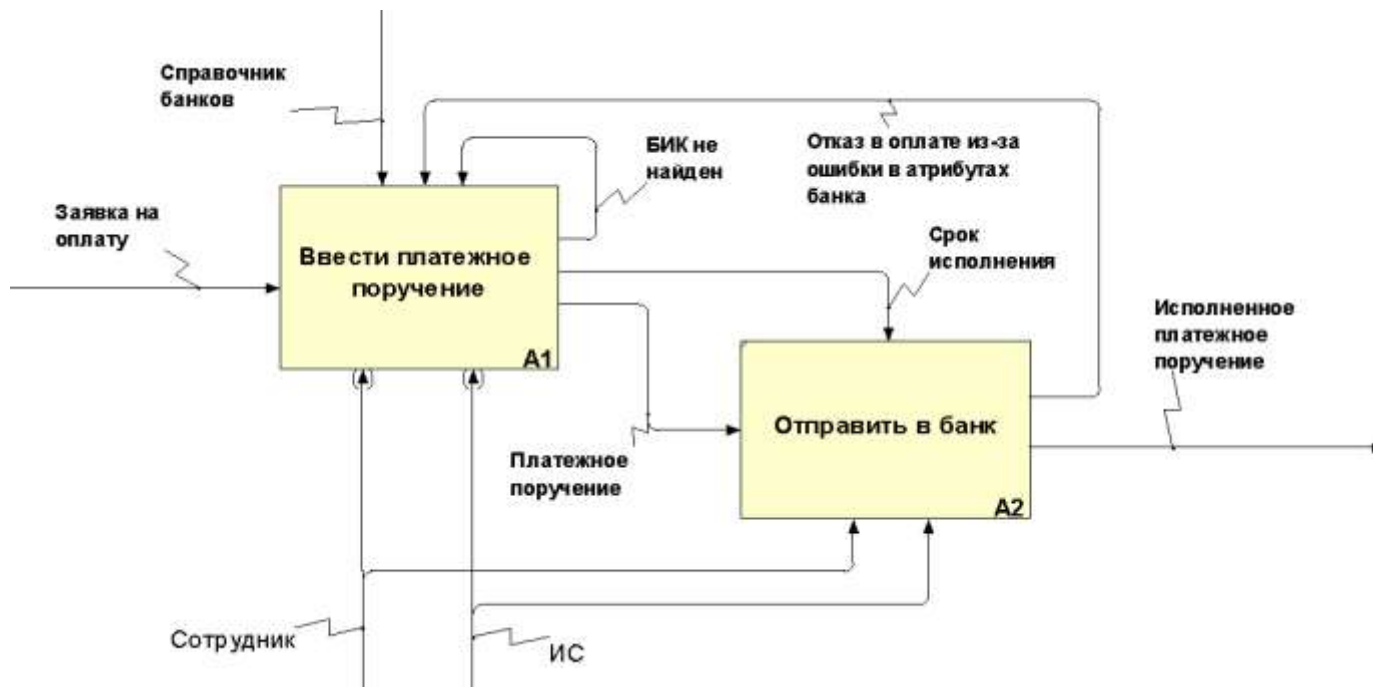 Справочник
банков
БИК не
найден
Отказ в оплате из-за
ошибки в атрибутах
банка
Заявка на
оплату
Ввести платежное
поручение
A1
Срок
исполнения
Исполненное
платежное
поручение
Отправить в банк
A2
Платежное
поручение
Сотрудник
ИС